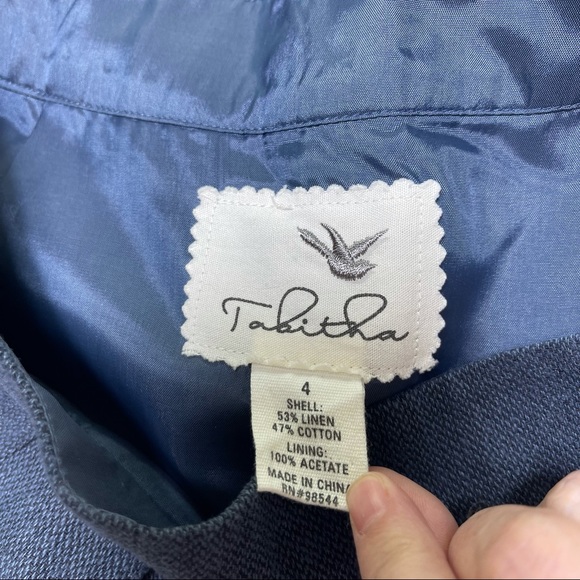 Tabitha
4
SHELL:
53% LINEN
47% COTTON
LINING:
100% ACETATE
MADE IN CHINA
RN#98544